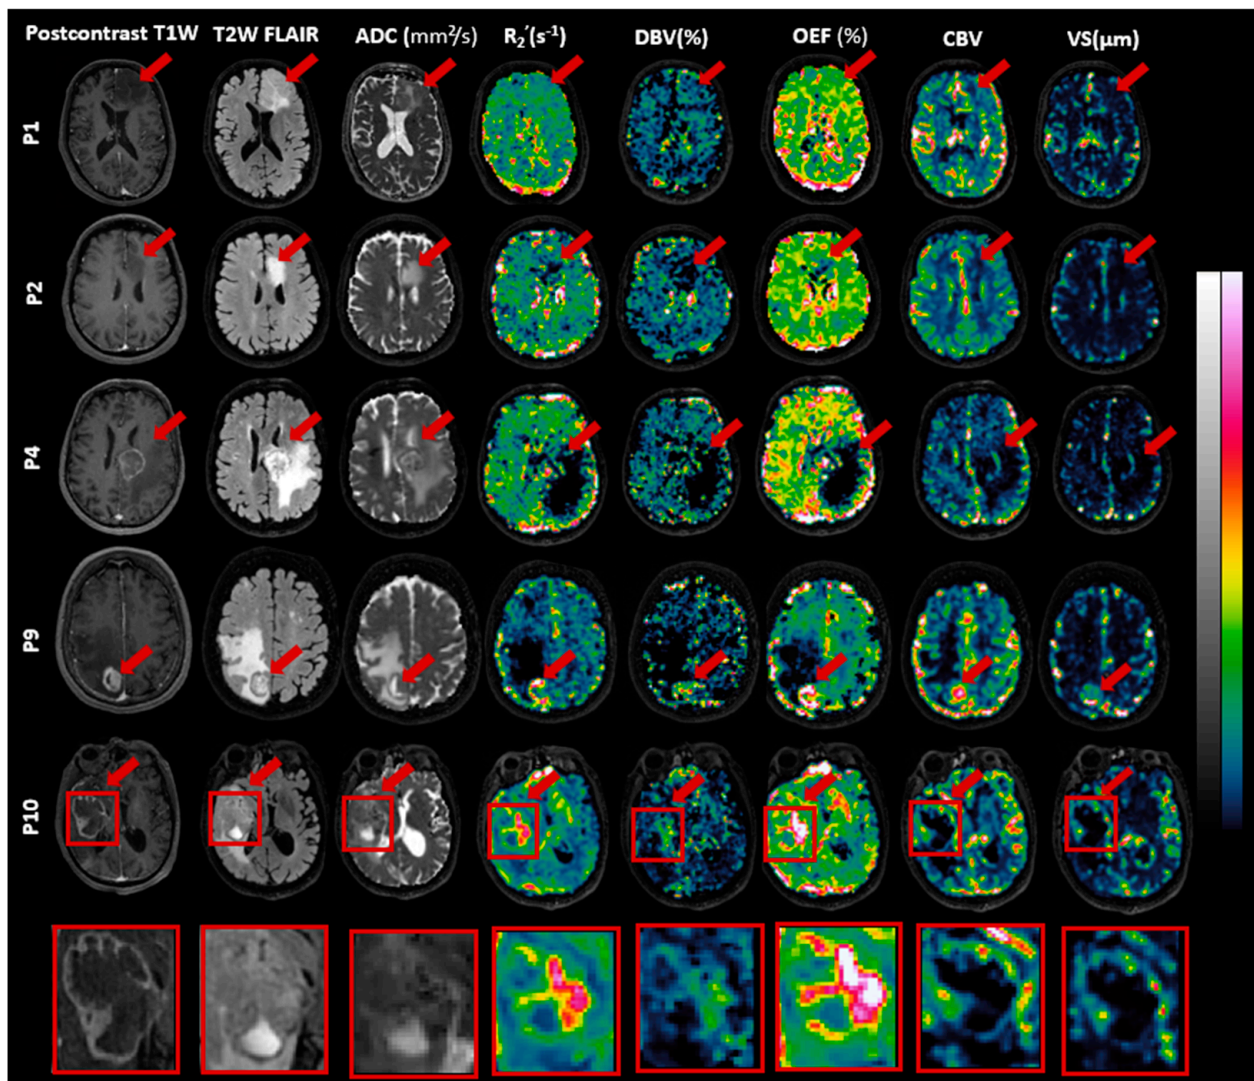 Postcontrast T1W T2W FLAIR ADC (mm²/s) R₂′(s⁻¹) DBV(%) OEF (%) CBV VS(μm)
P1
P2
P4
P9
P10